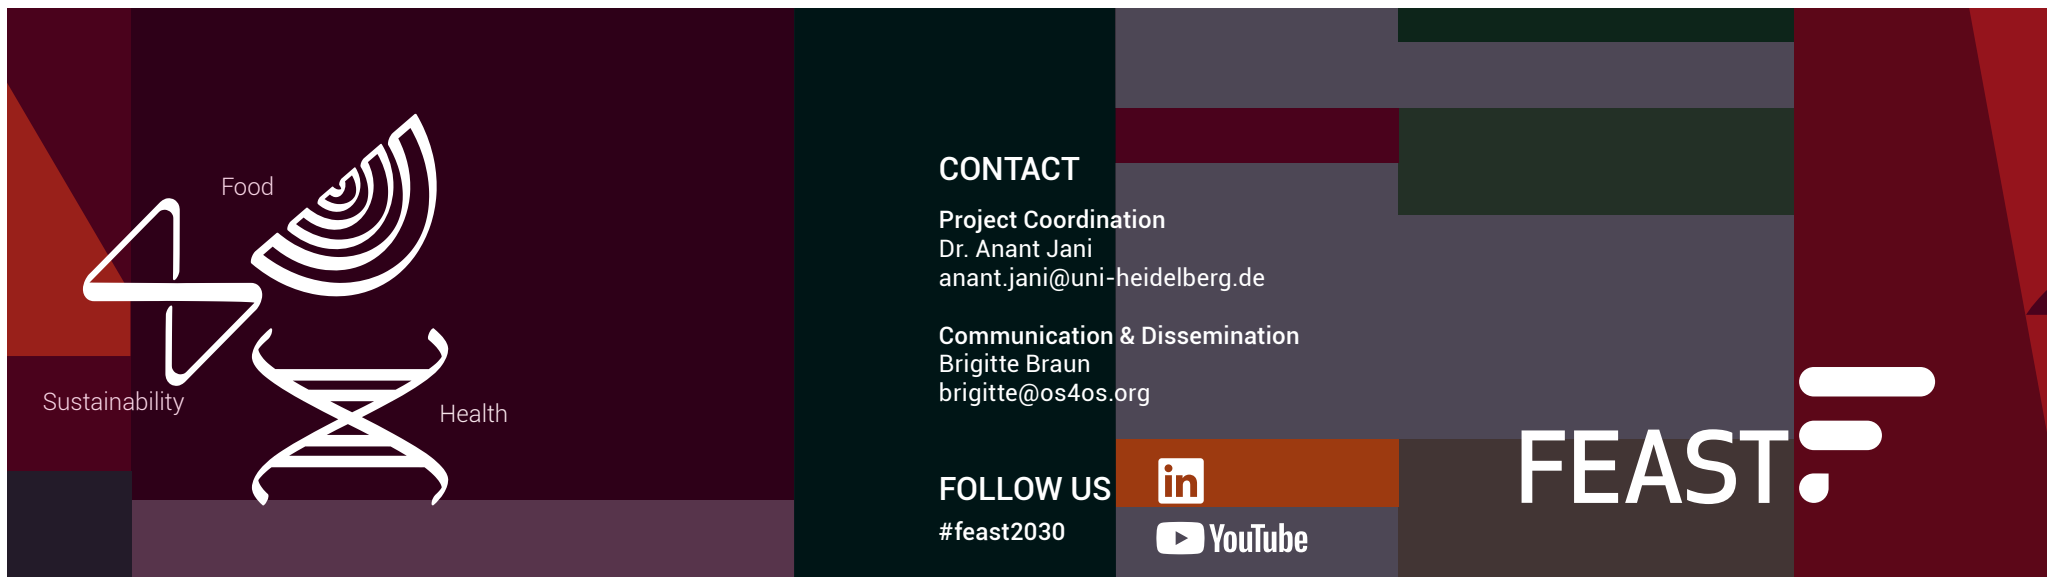 Food
Sustainability
Health
CONTACT
Project Coordination
Dr. Anant Jani
anant.jani@uni-heidelberg.de
Communication & Dissemination
Brigitte Braun
brigitte@os4os.org
FOLLOW US
in
#feast2030
YouTube
FEAST